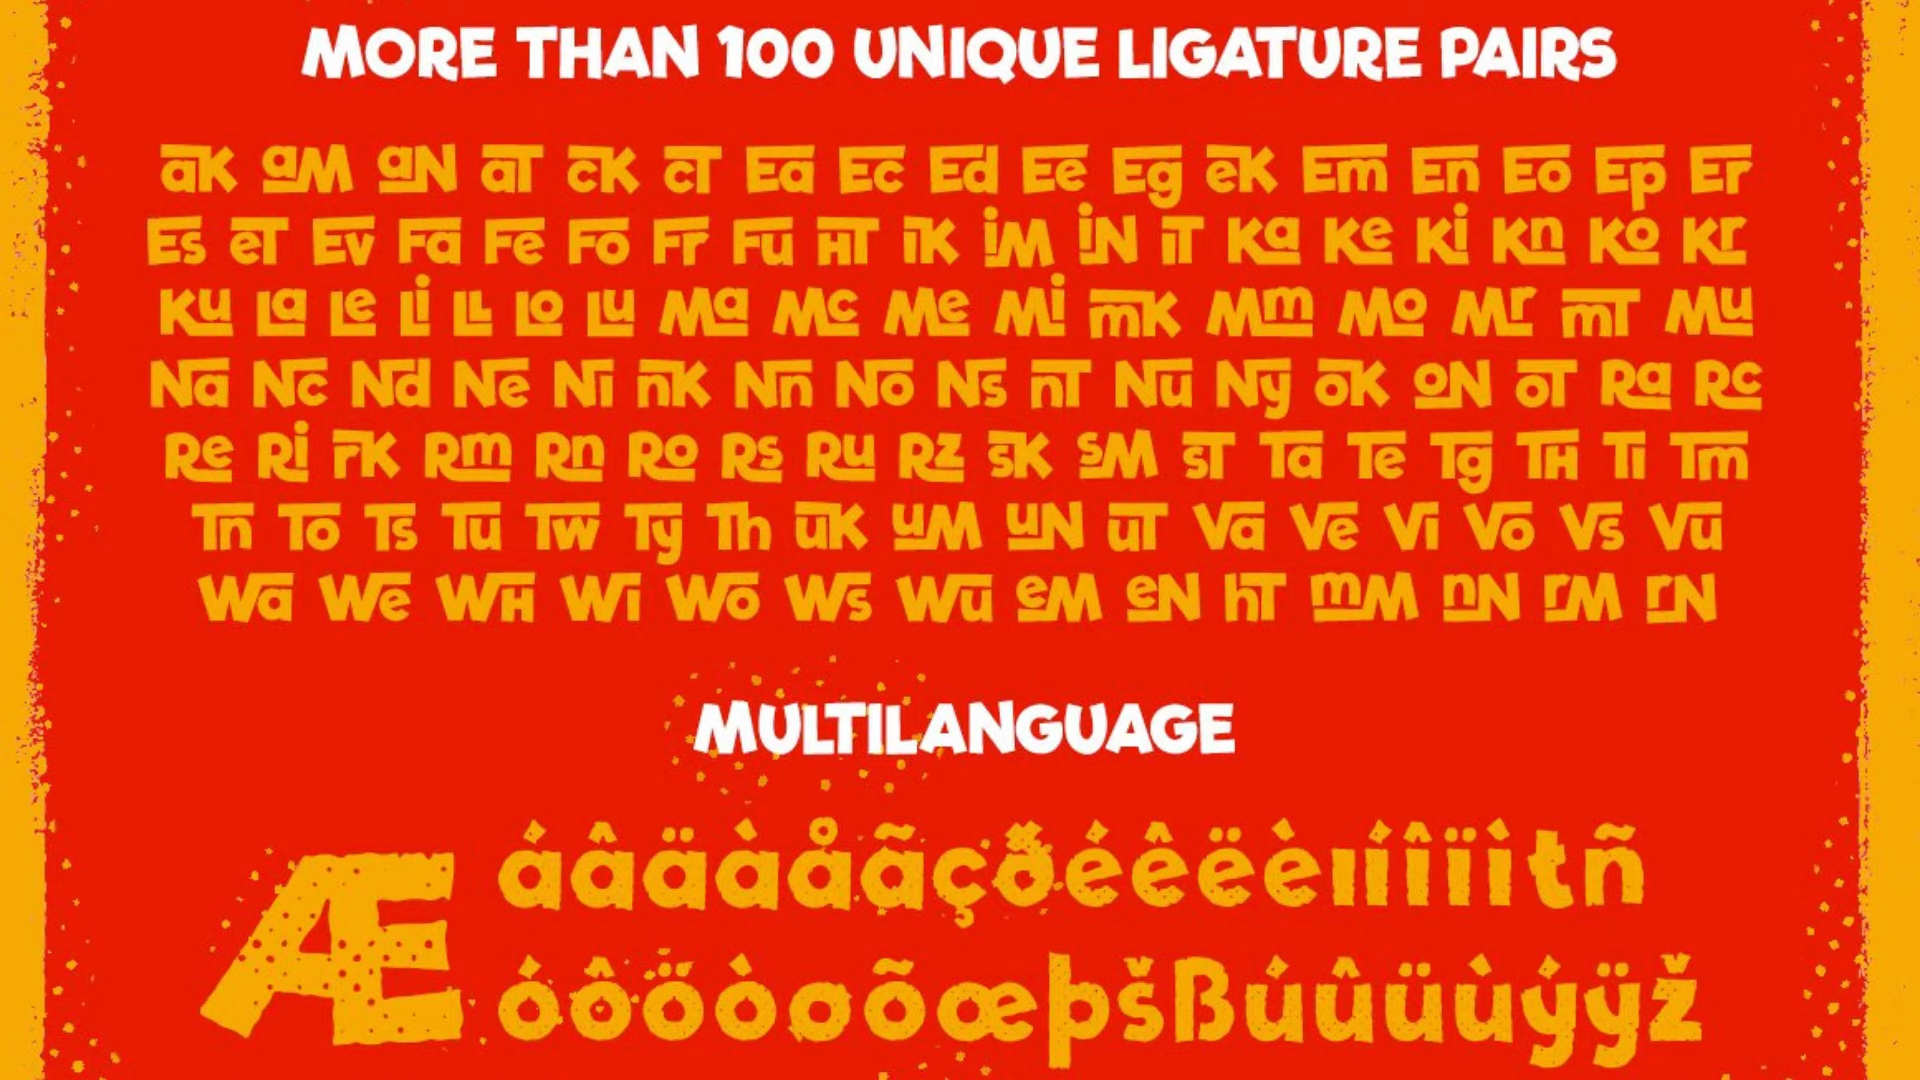 MORE THAN 100 UNIQUE LIGATURE PAIRS
aK aM aN aT cK cT Ea Ec Ed Ee Eg eK Em En Eo Ep Er
Es eT Ev Fa Fe Fo Fr Fu HT iK iM iN iT Ka Ke Ki Kn Ko Kr
Ku La Le Li LL Lo Lu Ma Mc Me Mi mK Mm Mo Mr mT Mu
Na Nc Nd Ne Ni nK Nn No Ns nT Nu Ny oK oN oT Ra Rc
Re Ri rK Rm Rn Ro Rs Ru Rz sK sM sT Ta Te Tg TH Ti Tm
Tn To Ts Tu Tw Ty Th uK uM uN uT Va Ve Vi Vo Vs Vu
Wa We WH Wi Wo Ws Wu eM eN hT mM nN rM rN
MULTILANGUAGE
Æ
áâäàåãçðéêëèıíîïìtñ
óôöòøõœþšßúûüùýÿž